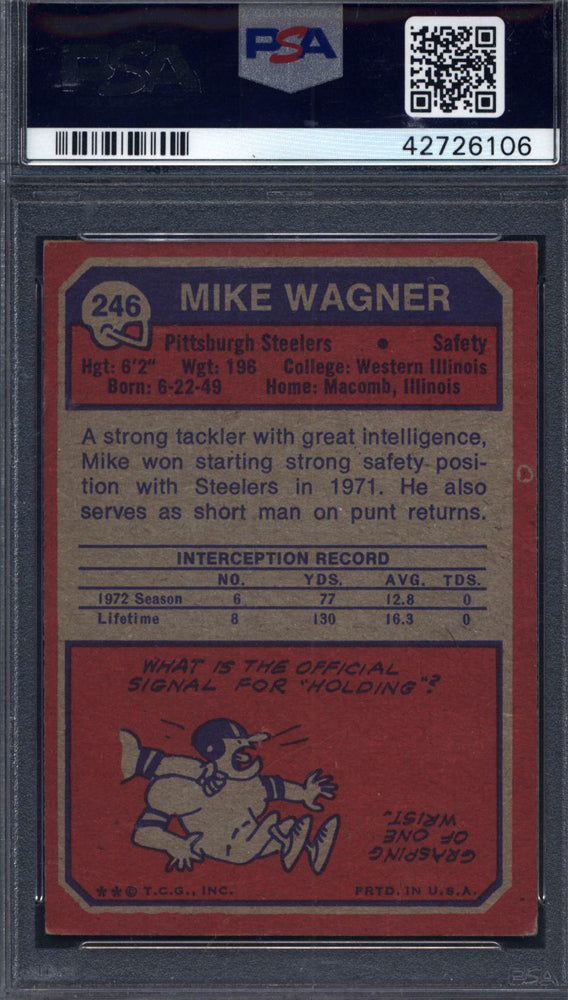 PSA
PSA
42726106
246
MIKE WAGNER
Pittsburgh Steelers • Safety
Hgt: 6'2" Wgt: 196 College: Western Illinois
Born: 6-22-49 Home: Macomb, Illinois
A strong tackler with great intelligence,
Mike won starting strong safety posi-
tion with Steelers in 1971. He also
serves as short man on punt returns.
INTERCEPTION RECORD
NO. YDS. AVG. TDS.
1972 Season 6 77 12.8 0
Lifetime 8 130 16.3 0
WHAT IS THE OFFICIAL
SIGNAL FOR "HOLDING"?
GRASPING
OF ONE
WRIST.
**© T.C.G., INC. PRTD. IN U.S.A.
PSA